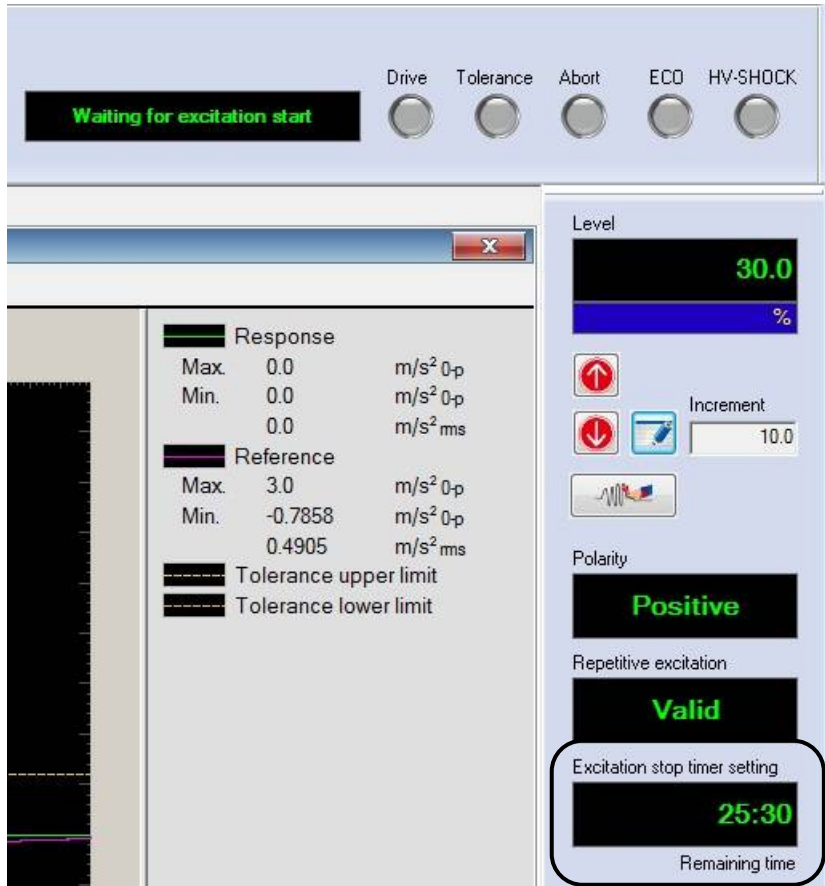 Drive Tolerance Abort ECO HV-SHOCK
Waiting for excitation start
Level
30.0
%
Increment
10.0
Response
Max. 0.0 m/s² 0-p
Min. 0.0 m/s² 0-p
0.0 m/s² rms
Reference
Max. 3.0 m/s² 0-p
Min. -0.7858 m/s² 0-p
0.4905 m/s² rms
Tolerance upper limit
Tolerance lower limit
Polarity
Positive
Repetitive excitation
Valid
Excitation stop timer setting
25:30
Remaining time